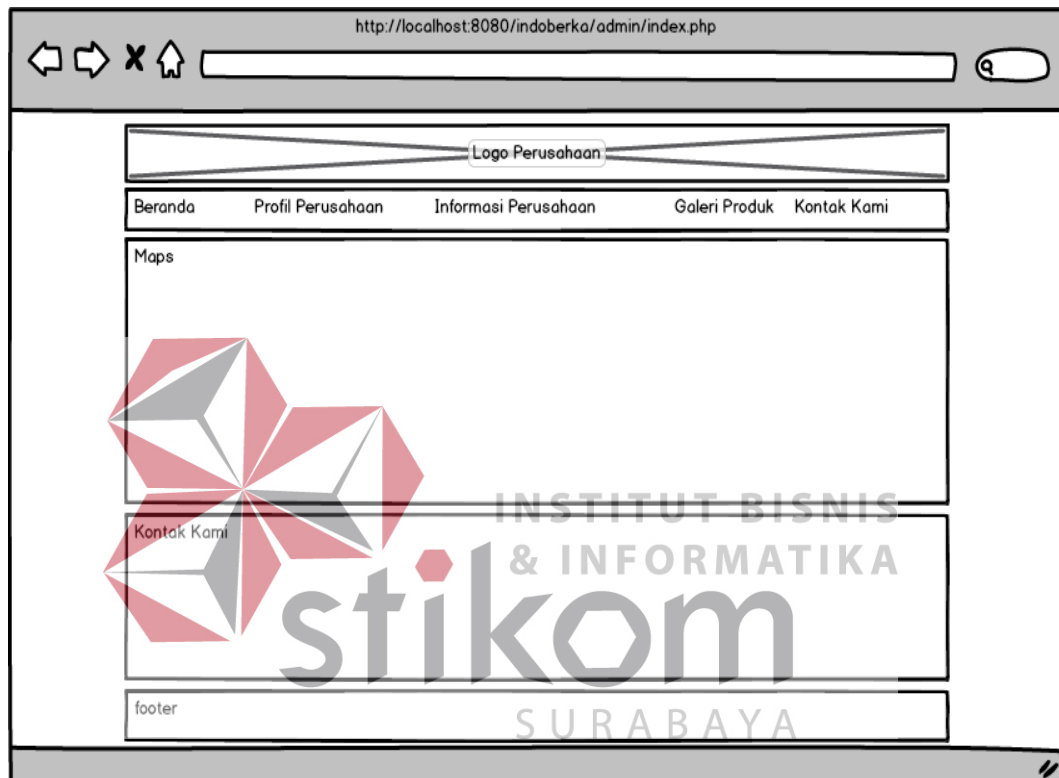 http://localhost:8080/indoberka/admin/index.php
Logo Perusahaan
Beranda Profil Perusahaan Informasi Perusahaan Galeri Produk Kontak Kami
Maps
INSTITUT BISNIS
& INFORMATIKA
Kontak Kami
stikom
SURABAYA
footer